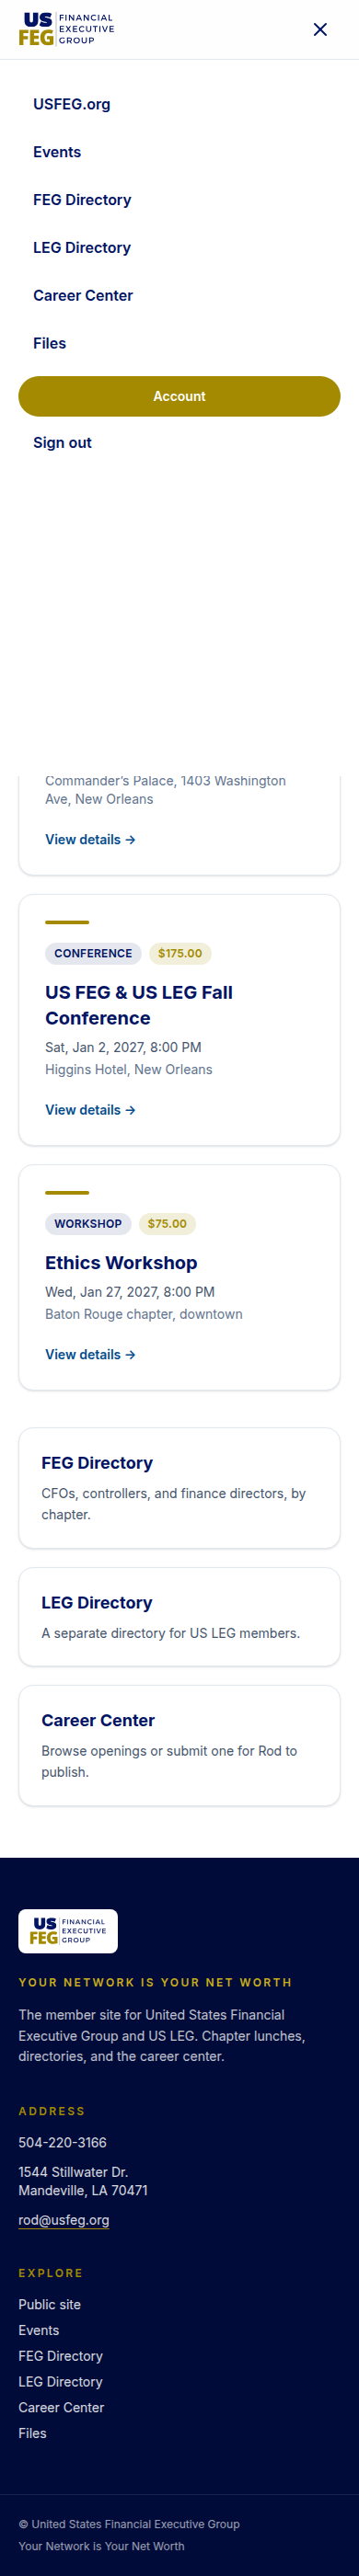 US FEG FINANCIAL
EXECUTIVE
GROUP
USFEG.org
Events
FEG Directory
LEG Directory
Career Center
Files
Account
Sign out
Commander's Palace, 1403 Washington
Ave, New Orleans
View details →
CONFERENCE $175.00
US FEG & US LEG Fall
Conference
Sat, Jan 2, 2027, 8:00 PM
Higgins Hotel, New Orleans
View details →
WORKSHOP $75.00
Ethics Workshop
Wed, Jan 27, 2027, 8:00 PM
Baton Rouge chapter, downtown
View details →
FEG Directory
CFOs, controllers, and finance directors, by
chapter.
LEG Directory
A separate directory for US LEG members.
Career Center
Browse openings or submit one for Rod to
publish.
US FEG FINANCIAL
EXECUTIVE
GROUP
YOUR NETWORK IS YOUR NET WORTH
The member site for United States Financial
Executive Group and US LEG. Chapter lunches,
directories, and the career center.
ADDRESS
504-220-3166
1544 Stillwater Dr.
Mandeville, LA 70471
rod@usfeg.org
EXPLORE
Public site
Events
FEG Directory
LEG Directory
Career Center
Files
© United States Financial Executive Group
Your Network is Your Net Worth